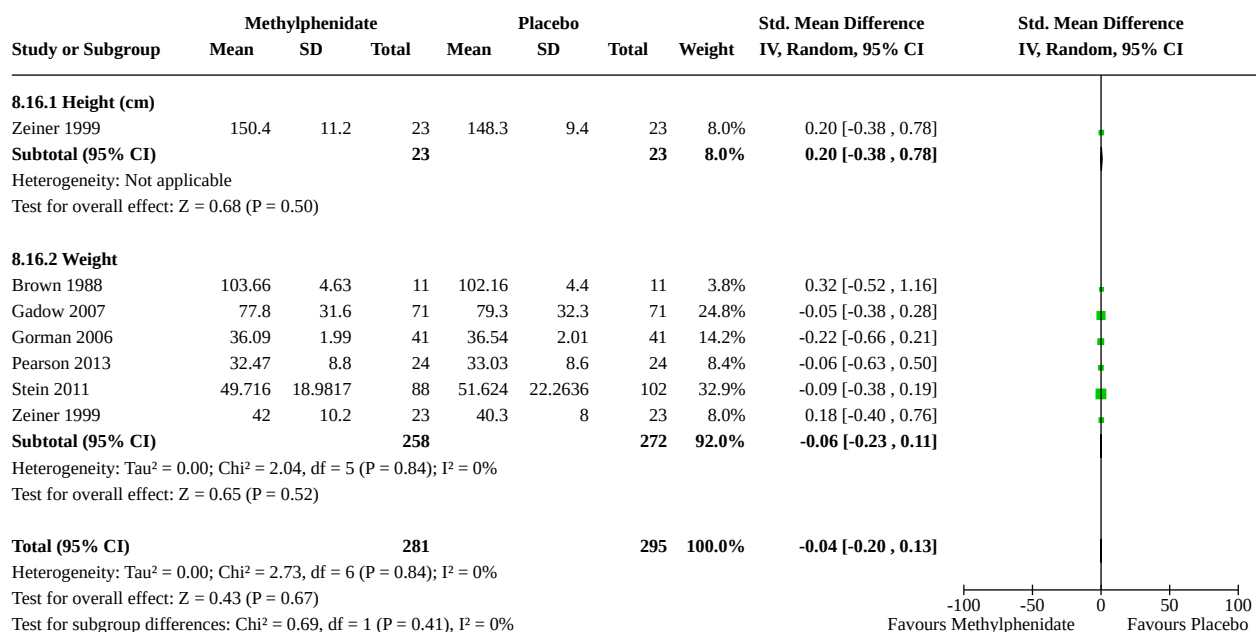 Methylphenidate Placebo Std. Mean Difference Std. Mean Difference
Study or Subgroup Mean SD Total Mean SD Total Weight IV, Random, 95% CI IV, Random, 95% CI
8.16.1 Height (cm)
Zeiner 1999 150.4 11.2 23 148.3 9.4 23 8.0% 0.20 [-0.38 , 0.78]
Subtotal (95% CI) 23 23 8.0% 0.20 [-0.38 , 0.78]
Heterogeneity: Not applicable
Test for overall effect: Z = 0.68 (P = 0.50)
8.16.2 Weight
Brown 1988 103.66 4.63 11 102.16 4.4 11 3.8% 0.32 [-0.52 , 1.16]
Gadow 2007 77.8 31.6 71 79.3 32.3 71 24.8% -0.05 [-0.38 , 0.28]
Gorman 2006 36.09 1.99 41 36.54 2.01 41 14.2% -0.22 [-0.66 , 0.21]
Pearson 2013 32.47 8.8 24 33.03 8.6 24 8.4% -0.06 [-0.63 , 0.50]
Stein 2011 49.716 18.9817 88 51.624 22.2636 102 32.9% -0.09 [-0.38 , 0.19]
Zeiner 1999 42 10.2 23 40.3 8 23 8.0% 0.18 [-0.40 , 0.76]
Subtotal (95% CI) 258 272 92.0% -0.06 [-0.23 , 0.11]
Heterogeneity: Tau² = 0.00; Chi² = 2.04, df = 5 (P = 0.84); I² = 0%
Test for overall effect: Z = 0.65 (P = 0.52)
Total (95% CI) 281 295 100.0% -0.04 [-0.20 , 0.13]
Heterogeneity: Tau² = 0.00; Chi² = 2.73, df = 6 (P = 0.84); I² = 0%
Test for overall effect: Z = 0.43 (P = 0.67)
-100 -50 0 50 100
Test for subgroup differences: Chi² = 0.69, df = 1 (P = 0.41), I² = 0% Favours Methylphenidate Favours Placebo